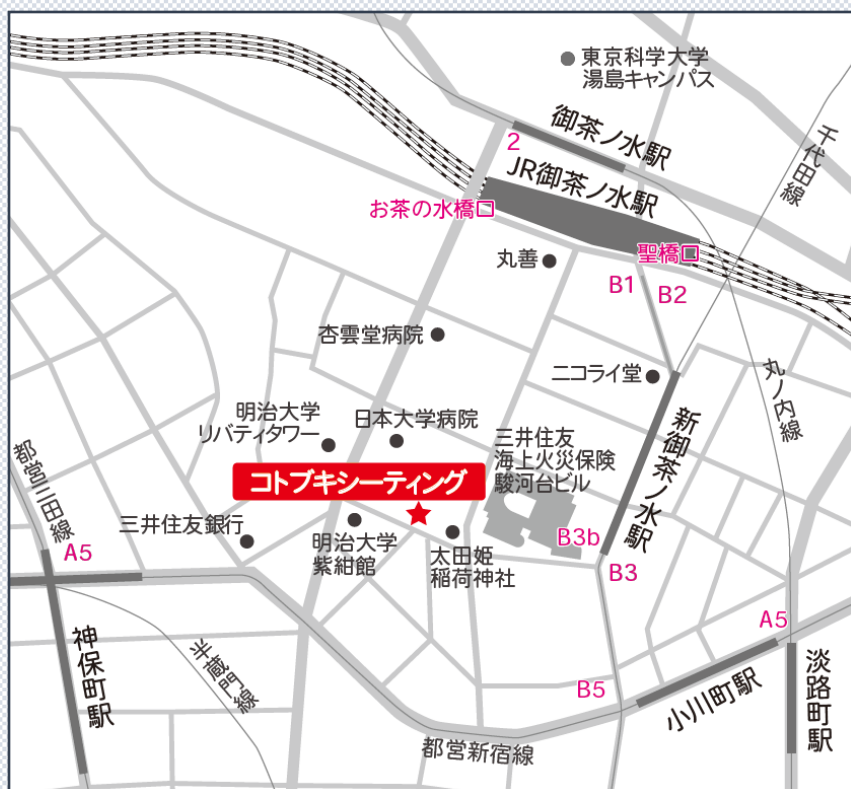 東京科学大学
湯島キャンパス
御茶ノ水駅
2
千代田線
JR御茶ノ水駅
お茶の水橋口
聖橋口
丸善
B1
B2
杏雲堂病院
ニコライ堂
丸ノ内線
明治大学
リバティタワー
日本大学病院
三井住友
海上火災保険
駿河台ビル
新御茶ノ水駅
都営三田線
コトブキシーティング
三井住友銀行
明治大学
紫紺館
太田姫
稲荷神社
B3b
B3
A5
神保町駅
半蔵門線
A5
B5
小川町駅
淡路町駅
都営新宿線